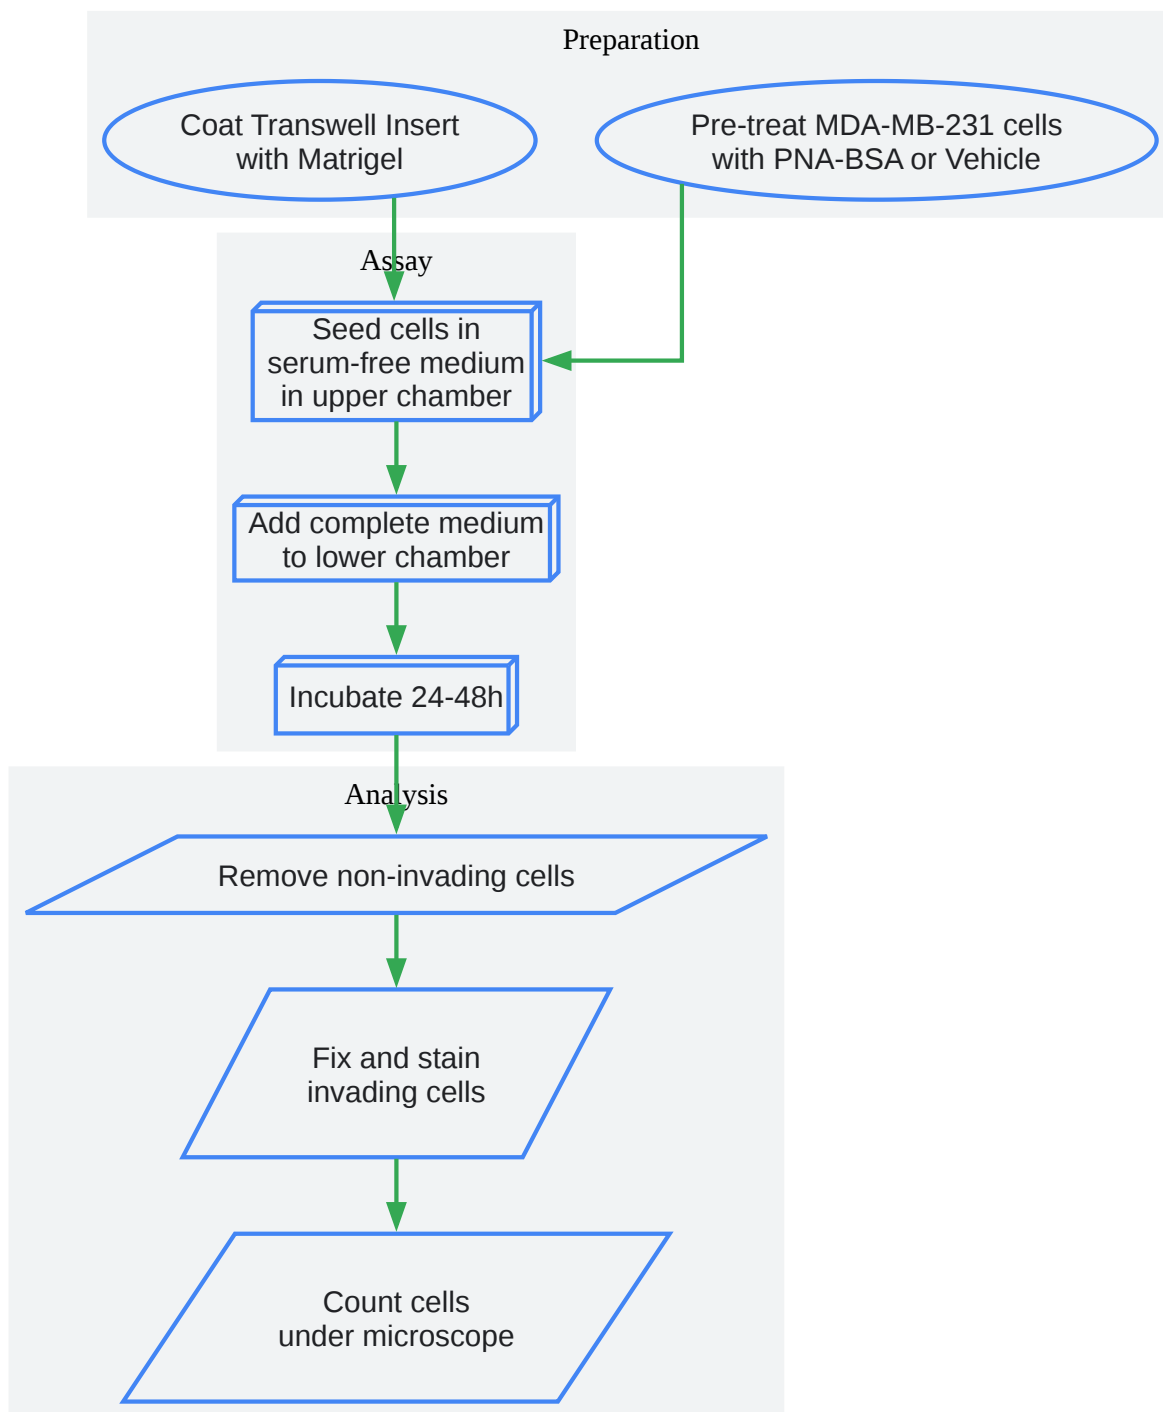 Preparation
Coat Transwell Insert
with Matrigel
Pre-treat MDA-MB-231 cells
with PNA-BSA or Vehicle
Assay
Seed cells in
serum-free medium
in upper chamber
Add complete medium
to lower chamber
Incubate 24-48h
Analysis
Remove non-invading cells
Fix and stain
invading cells
Count cells
under microscope